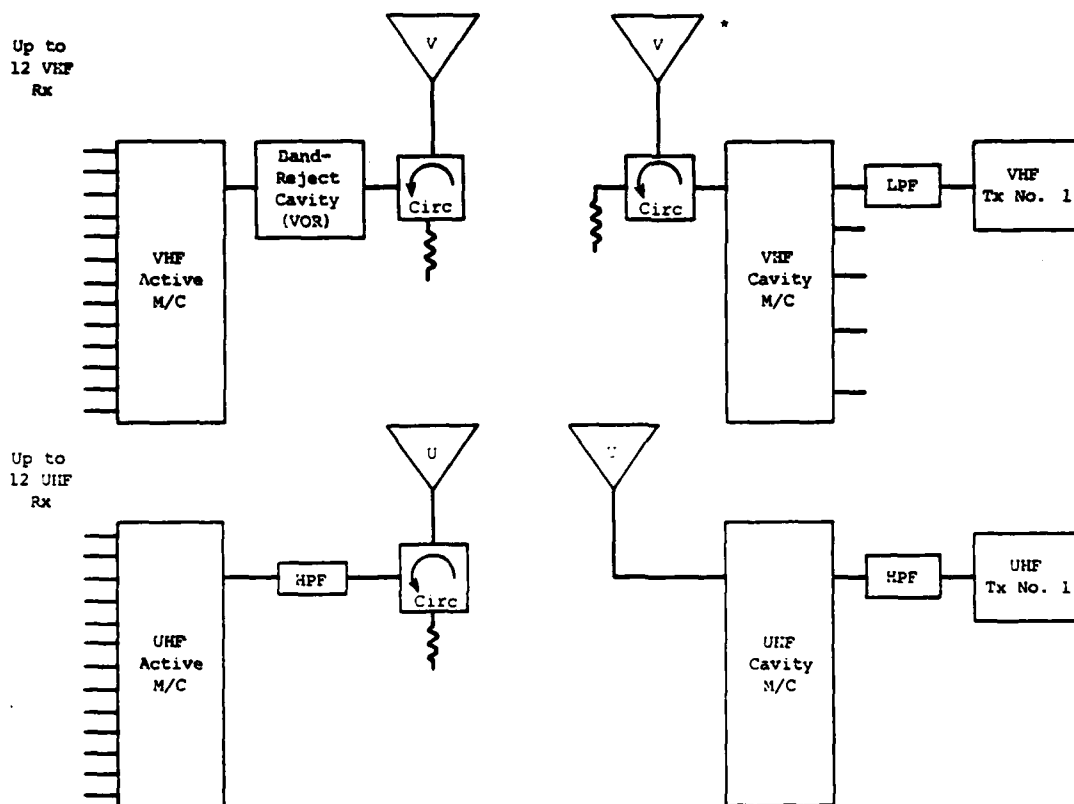 Up to
12 VHF
Rx
V
V
*
Band-
Reject
Cavity
(VOR)
Circ
Circ
LPF
VHF
Tx No. 1
VHF
Active
M/C
VHF
Cavity
M/C
Up to
12 UHF
Rx
U
HPF
Circ
HPF
UHF
Tx No. 1
UHF
Active
M/C
UHF
Cavity
M/C